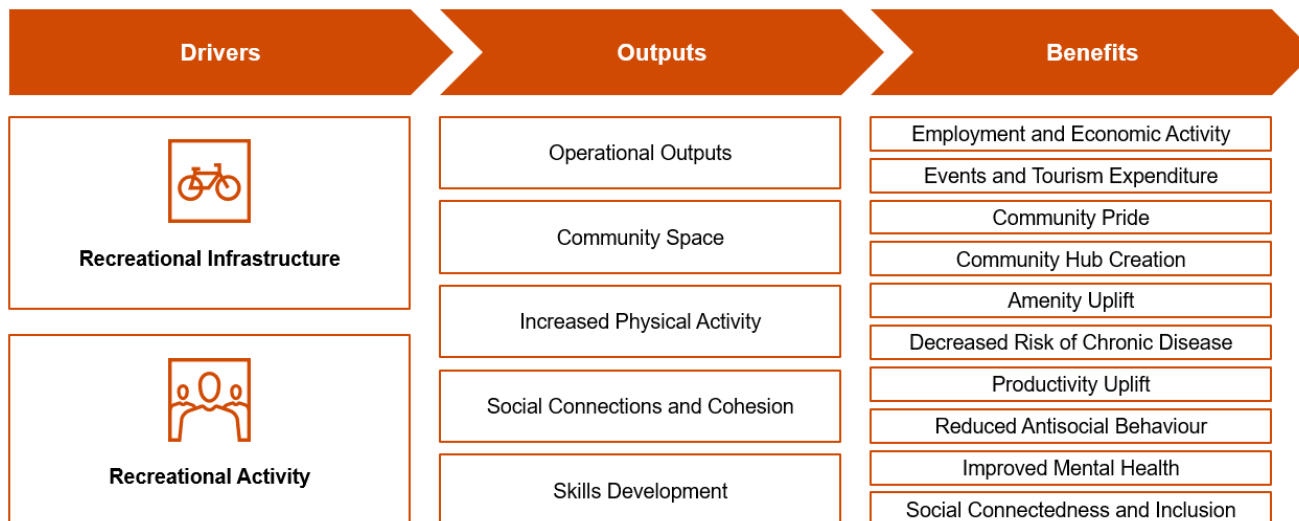 Drivers
Outputs
Benefits
Recreational Infrastructure
Recreational Activity
Operational Outputs
Community Space
Increased Physical Activity
Social Connections and Cohesion
Skills Development
Employment and Economic Activity
Events and Tourism Expenditure
Community Pride
Community Hub Creation
Amenity Uplift
Decreased Risk of Chronic Disease
Productivity Uplift
Reduced Antisocial Behaviour
Improved Mental Health
Social Connectedness and Inclusion